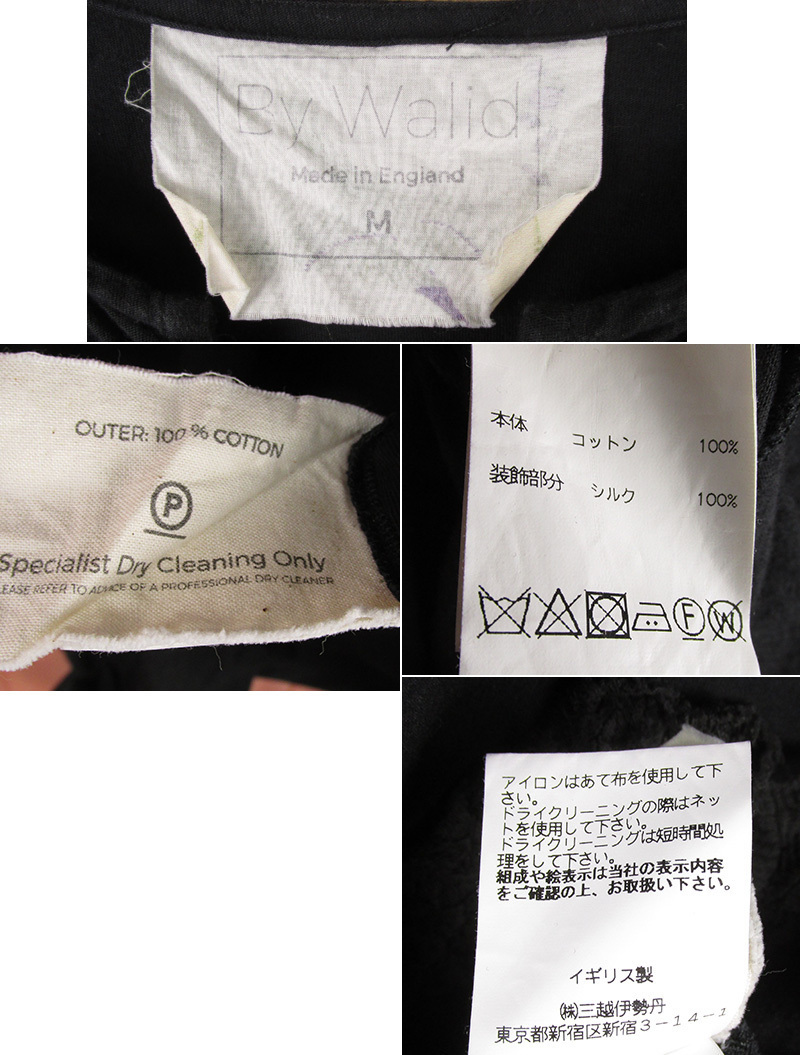 By Walid
Made in England
M
OUTER: 100 % COTTON
P
Specialist Dry Cleaning Only
PLEASE REFER TO ADVICE OF A PROFESSIONAL DRY CLEANER
本体 コットン 100%
装飾部分 シルク 100%
F W
アイロンはあて布を使用して下
さい。
ドライクリーニングの際はネッ
トを使用して下さい。
ドライクリーニングは短時間処
理をして下さい。
組成や絵表示は当社の表示内容
をご確認の上、お取扱い下さい。
イギリス製
㈱三越伊勢丹
東京都新宿区新宿3-14-1